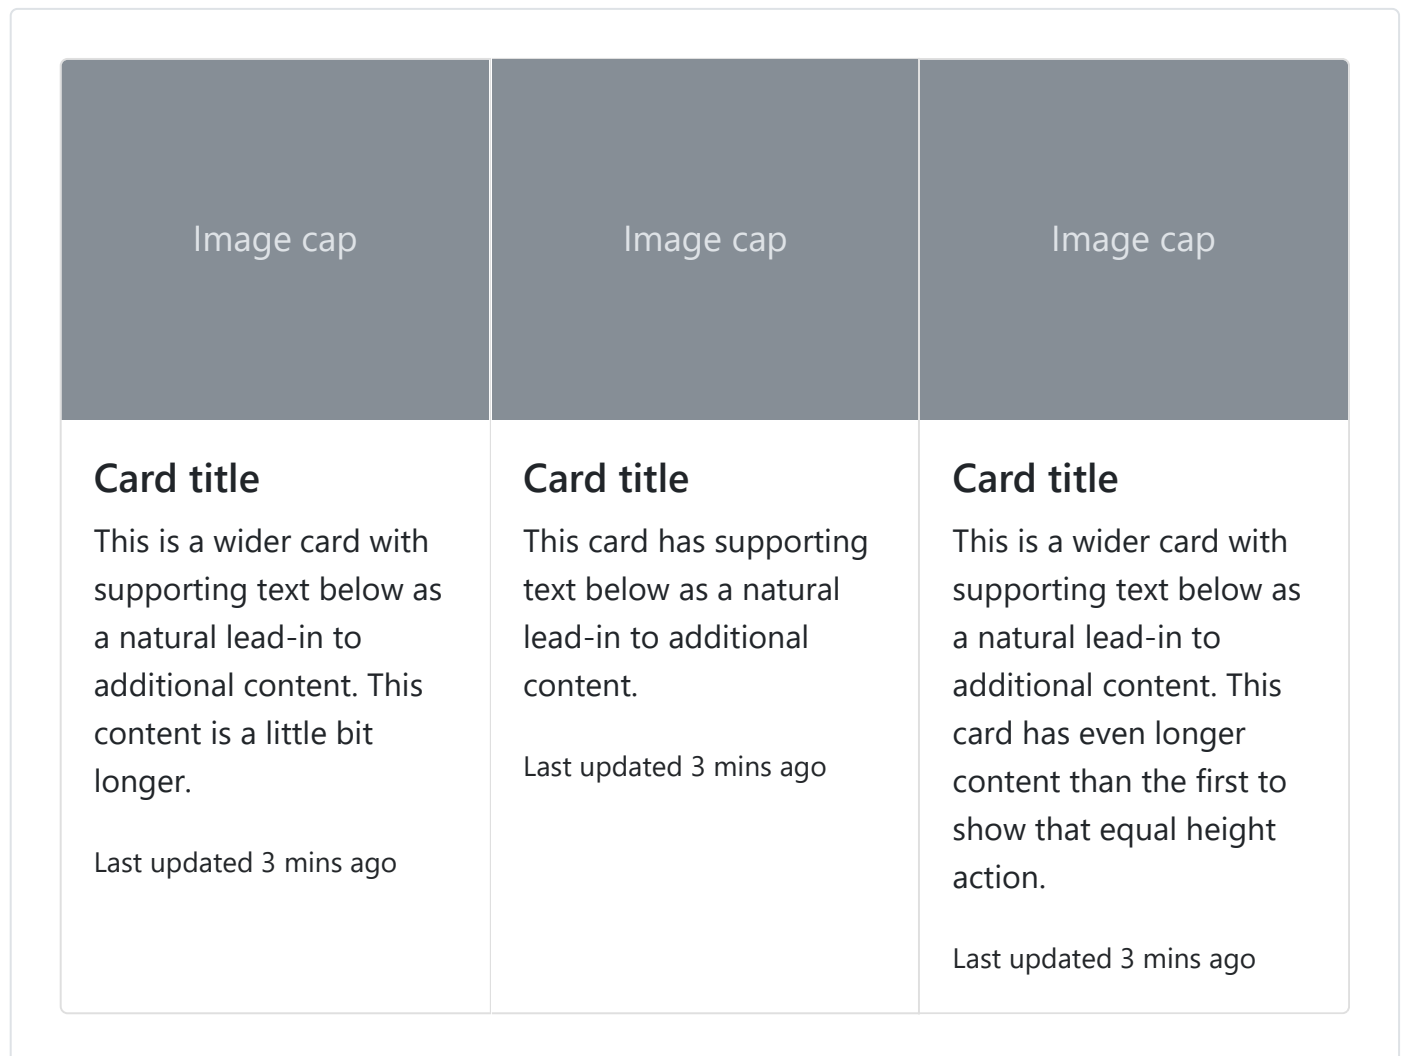 Image cap
Card title
This is a wider card with
supporting text below as
a natural lead-in to
additional content. This
content is a little bit
longer.
Last updated 3 mins ago
Image cap
Card title
This card has supporting
text below as a natural
lead-in to additional
content.
Last updated 3 mins ago
Image cap
Card title
This is a wider card with
supporting text below as
a natural lead-in to
additional content. This
card has even longer
content than the first to
show that equal height
action.
Last updated 3 mins ago